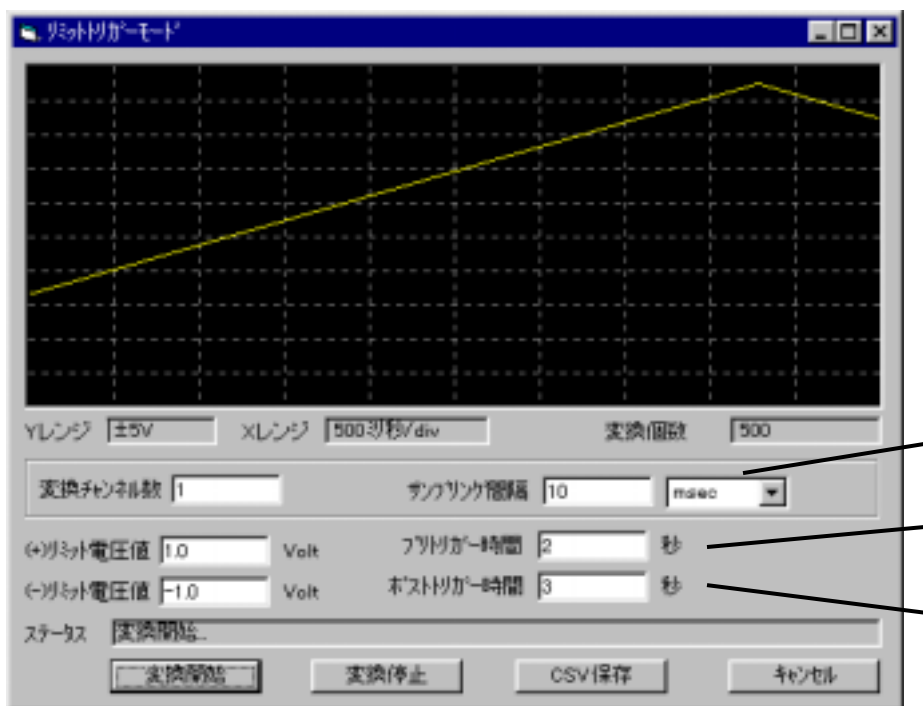 ﾘﾐｯﾄﾄﾘｶﾞｰﾓｰﾄﾞ
Yレンジ ±5V Xレンジ 500ﾐﾘ秒/div 変換個数 500
変換ﾁｬﾝﾈﾙ数 1 ｻﾝﾌﾟﾘﾝｸﾞ間隔 10 msec
(+)ﾘﾐｯﾄ電圧値 1.0 Volt ﾌﾟﾘﾄﾘｶﾞｰ時間 2 秒
(-)ﾘﾐｯﾄ電圧値 -1.0 Volt ﾎﾟｽﾄﾄﾘｶﾞｰ時間 3 秒
ｽﾃｰﾀｽ 変換開始..
変換開始 変換停止 CSV保存 ｷｬﾝｾﾙ